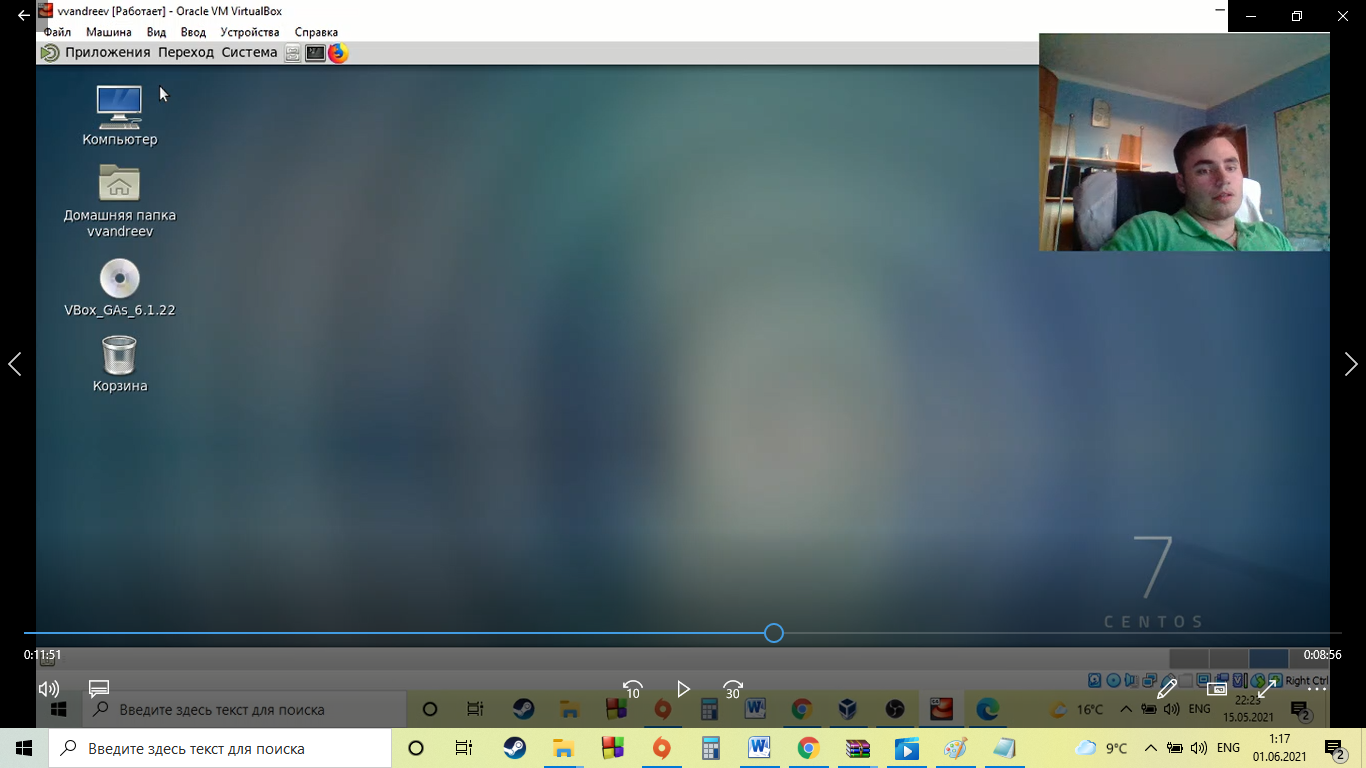 vvandreev [Работает] - Oracle VM VirtualBox
Файл Машина Вид Ввод Устройства Справка
Приложения Переход Система
Компьютер
Домашняя папка
vvandreev
VBox_GAs_6.1.22
Корзина
7
CENTOS
0:11:51
0:08:56
10
30
Right Ctrl
Введите здесь текст для поиска
16°C
ENG
22:23
15.05.2021
2
Введите здесь текст для поиска
9°C
ENG
1:17
01.06.2021
2